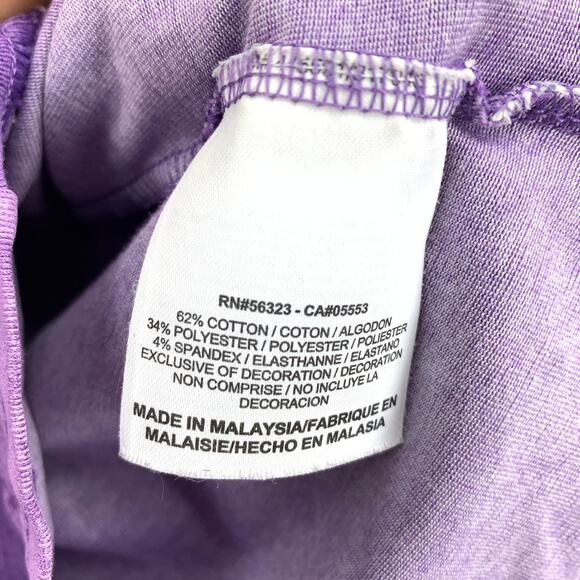 RN#56323 - CA#05553
62% COTTON / COTON / ALGODON
34% POLYESTER / POLYESTER / POLIESTER
4% SPANDEX / ELASTHANNE / ELASTANO
EXCLUSIVE OF DECORATION / DECORATION
NON COMPRISE / NO INCLUYE LA
DECORACION
MADE IN MALAYSIA/FABRIQUE EN
MALAISIE/HECHO EN MALASIA